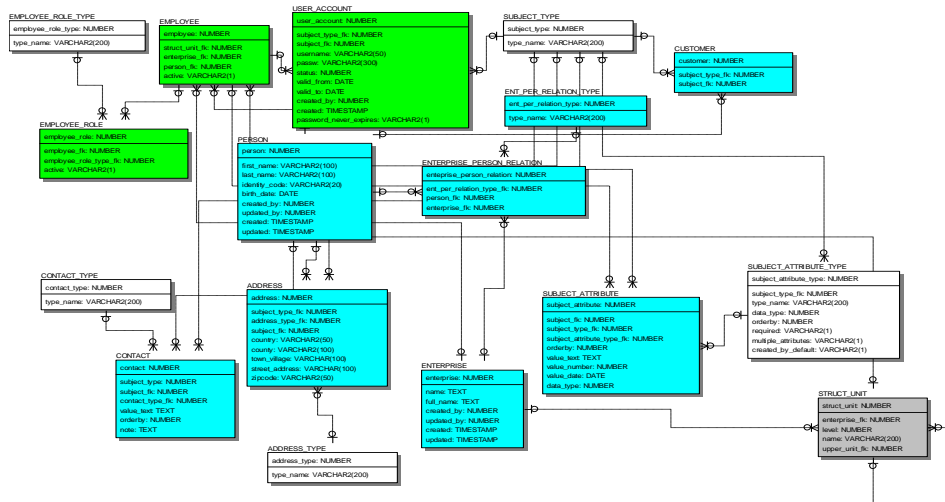 EMPLOYEE_ROLE_TYPE
employee_role_type: NUMBER
type_name: VARCHAR2(200)
EMPLOYEE
employee: NUMBER
struct_unit_fk: NUMBER
enterprise_fk: NUMBER
person_fk: NUMBER
active: VARCHAR2(1)
USER_ACCOUNT
user_account: NUMBER
subject_type_fk: NUMBER
subject_fk: NUMBER
username: VARCHAR2(50)
passw: VARCHAR2(300)
status: NUMBER
valid_from: DATE
valid_to: DATE
created_by: NUMBER
created: TIMESTAMP
password_never_expires: VARCHAR2(1)
SUBJECT_TYPE
subject_type: NUMBER
type_name: VARCHAR2(200)
CUSTOMER
customer: NUMBER
subject_type_fk: NUMBER
subject_fk: NUMBER
ENT_PER_RELATION_TYPE
ent_per_relation_type: NUMBER
type_name: VARCHAR2(200)
EMPLOYEE_ROLE
employee_role: NUMBER
employee_fk: NUMBER
employee_role_type_fk: NUMBER
active: VARCHAR2(1)
PERSON
person: NUMBER
first_name: VARCHAR2(100)
last_name: VARCHAR2(100)
identity_code: VARCHAR2(20)
birth_date: DATE
created_by: NUMBER
updated_by: NUMBER
created: TIMESTAMP
updated: TIMESTAMP
ENTERPRISE_PERSON_RELATION
enteprise_person_relation: NUMBER
ent_per_relation_type_fk: NUMBER
person_fk: NUMBER
enterprise_fk: NUMBER
CONTACT_TYPE
contact_type: NUMBER
type_name: VARCHAR2(200)
ADDRESS
address: NUMBER
subject_type_fk: NUMBER
address_type_fk: NUMBER
subject_fk: NUMBER
country: VARCHAR2(50)
county: VARCHAR2(100)
town_village: VARCHAR(100)
street_address: VARCHAR(100)
zipcode: VARCHAR2(50)
SUBJECT_ATTRIBUTE
subject_attribute: NUMBER
subject_fk: NUMBER
subject_type_fk: NUMBER
subject_attribute_type_fk: NUMBER
orderby: NUMBER
value_text: TEXT
value_number: NUMBER
value_date: DATE
data_type: NUMBER
SUBJECT_ATTRIBUTE_TYPE
subject_attribute_type: NUMBER
subject_type_fk: NUMBER
type_name: VARCHAR2(200)
data_type: NUMBER
orderby: NUMBER
required: VARCHAR2(1)
multiple_attributes: VARCHAR2(1)
created_by_default: VARCHAR2(1)
CONTACT
contact: NUMBER
subject_type: NUMBER
subject_fk: NUMBER
contact_type_fk: NUMBER
value_text: TEXT
orderby: NUMBER
note: TEXT
ENTERPRISE
enterprise: NUMBER
name: TEXT
full_name: TEXT
created_by: NUMBER
updated_by: NUMBER
created: TIMESTAMP
updated: TIMESTAMP
STRUCT_UNIT
struct_unit: NUMBER
enterprise_fk: NUMBER
level: NUMBER
name: VARCHAR2(200)
upper_unit_fk: NUMBER
ADDRESS_TYPE
address_type: NUMBER
type_name: VARCHAR2(200)